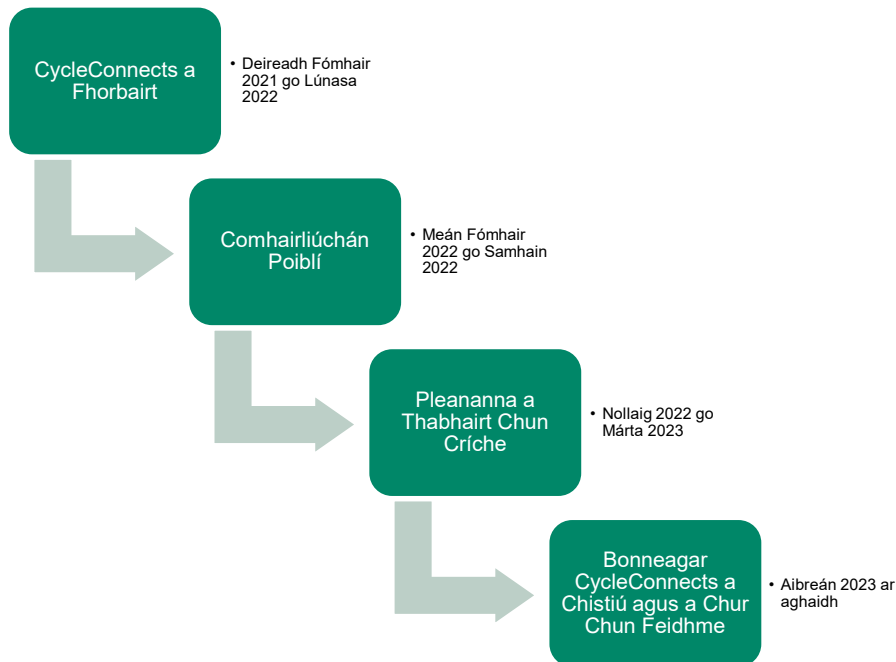 CycleConnects a
Fhorbairt
• Deireadh Fómhair
2021 go Lúnasa
2022
Comhairliúchán
Poiblí
• Meán Fómhair
2022 go Samhain
2022
Pleananna a
Thabhairt Chun
Críche
• Nollaig 2022 go
Márta 2023
Bonneagar
CycleConnects a
Chistiú agus a Chur
Chun Feidhme
• Aibreán 2023 ar
aghaidh